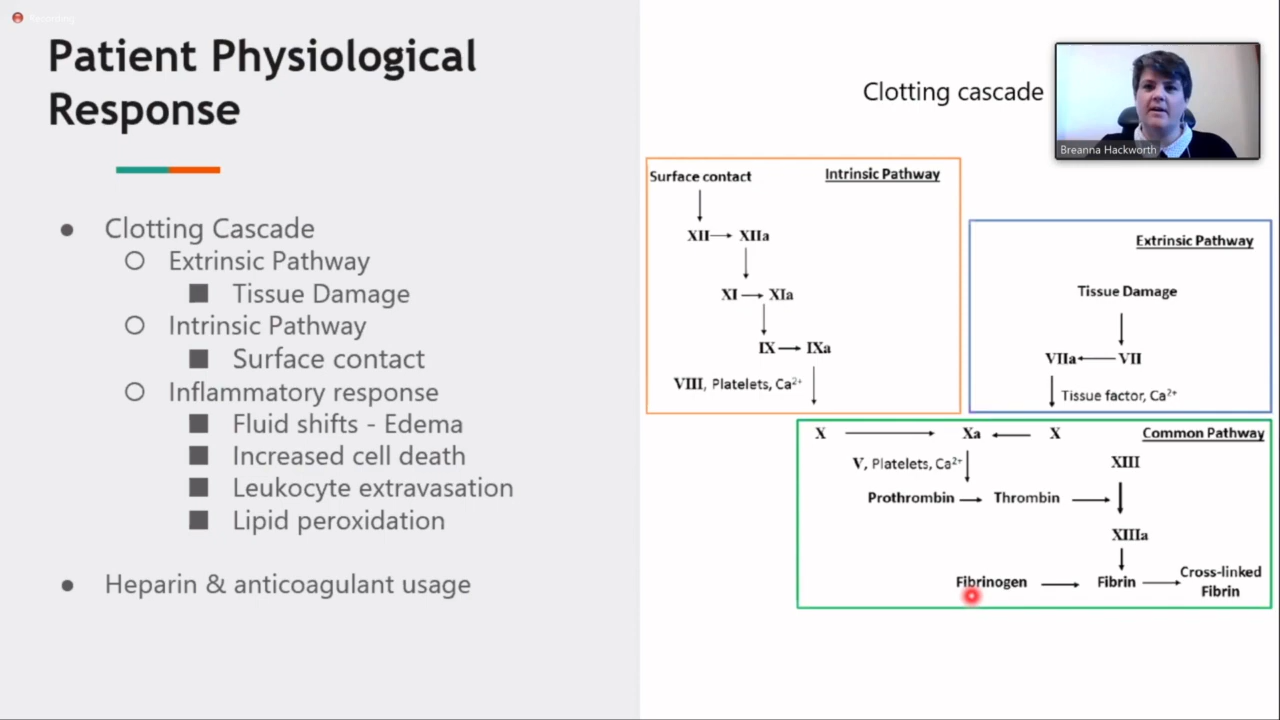 Recording
Patient Physiological
Response
● Clotting Cascade
○ Extrinsic Pathway
■ Tissue Damage
○ Intrinsic Pathway
■ Surface contact
○ Inflammatory response
■ Fluid shifts - Edema
■ Increased cell death
■ Leukocyte extravasation
■ Lipid peroxidation
● Heparin & anticoagulant usage
Clotting cascade
Breanna Hackworth
Surface contact
Intrinsic Pathway
XII → XIIa
XI → XIa
IX → IXa
VIII, Platelets, Ca²⁺
Extrinsic Pathway
Tissue Damage
VIIa ← VII
Tissue factor, Ca²⁺
X → Xa ← X
Common Pathway
V, Platelets, Ca²⁺
XIII
Prothrombin → Thrombin →
XIIIa
Fibrinogen → Fibrin → Cross-linked
Fibrin